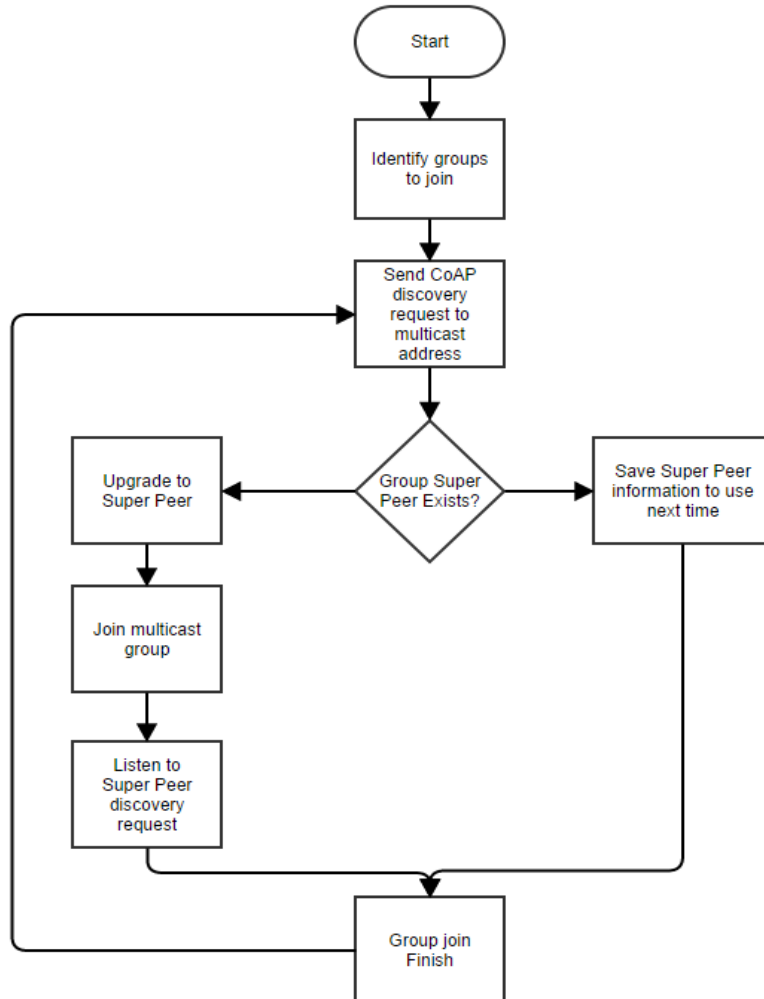 Start
Identify groups
to join
Send CoAP
discovery
request to
multicast
address
Group Super
Peer Exists?
Upgrade to
Super Peer
Save Super Peer
information to use
next time
Join multicast
group
Listen to
Super Peer
discovery
request
Group join
Finish